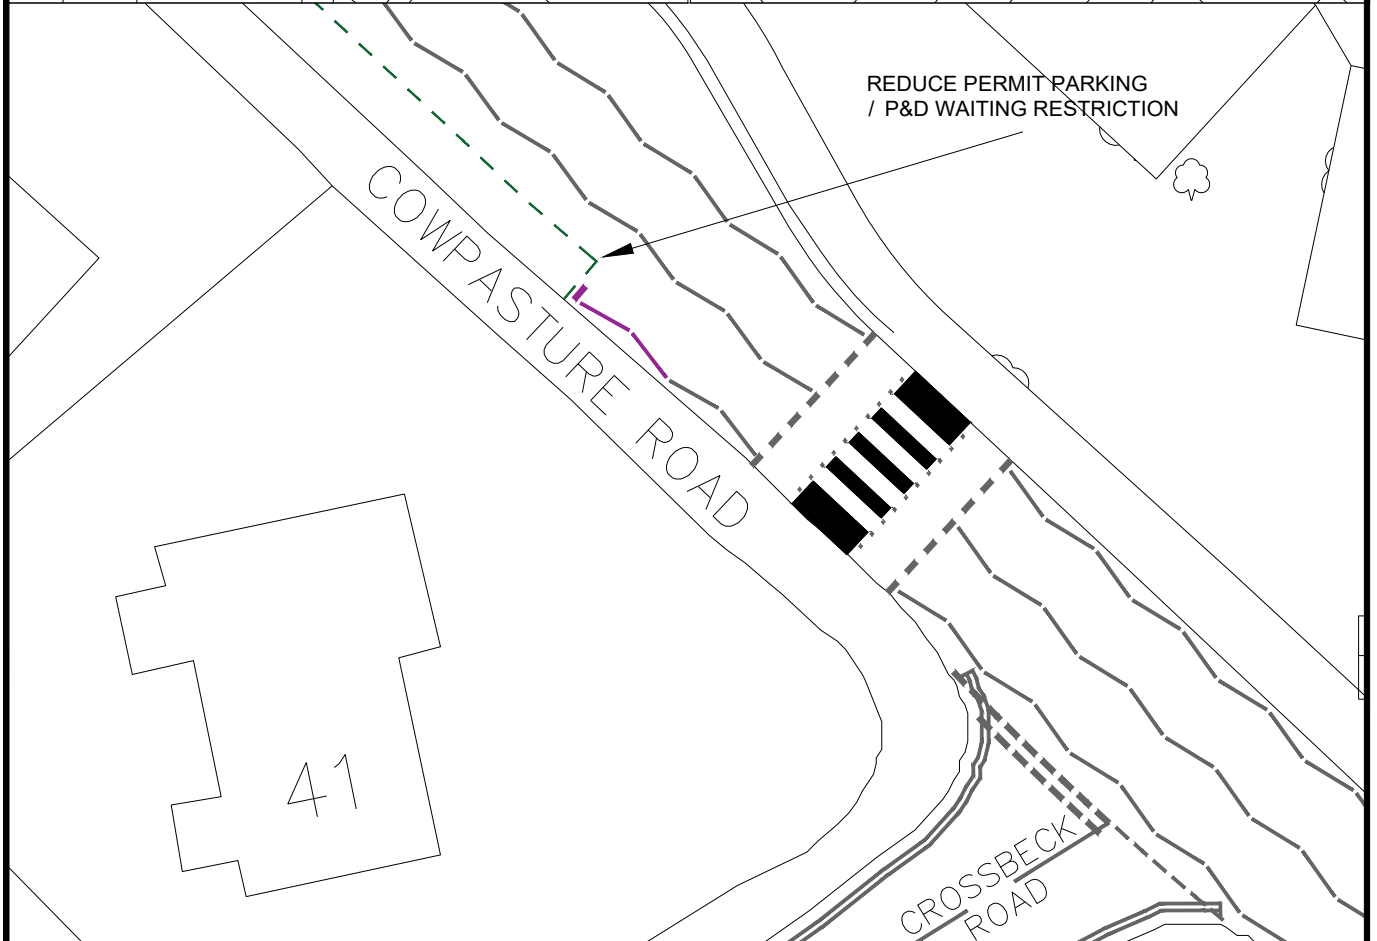 REDUCE PERMIT PARKING
/ P&D WAITING RESTRICTION
COWPASTURE ROAD
41
CROSSBECK
ROAD